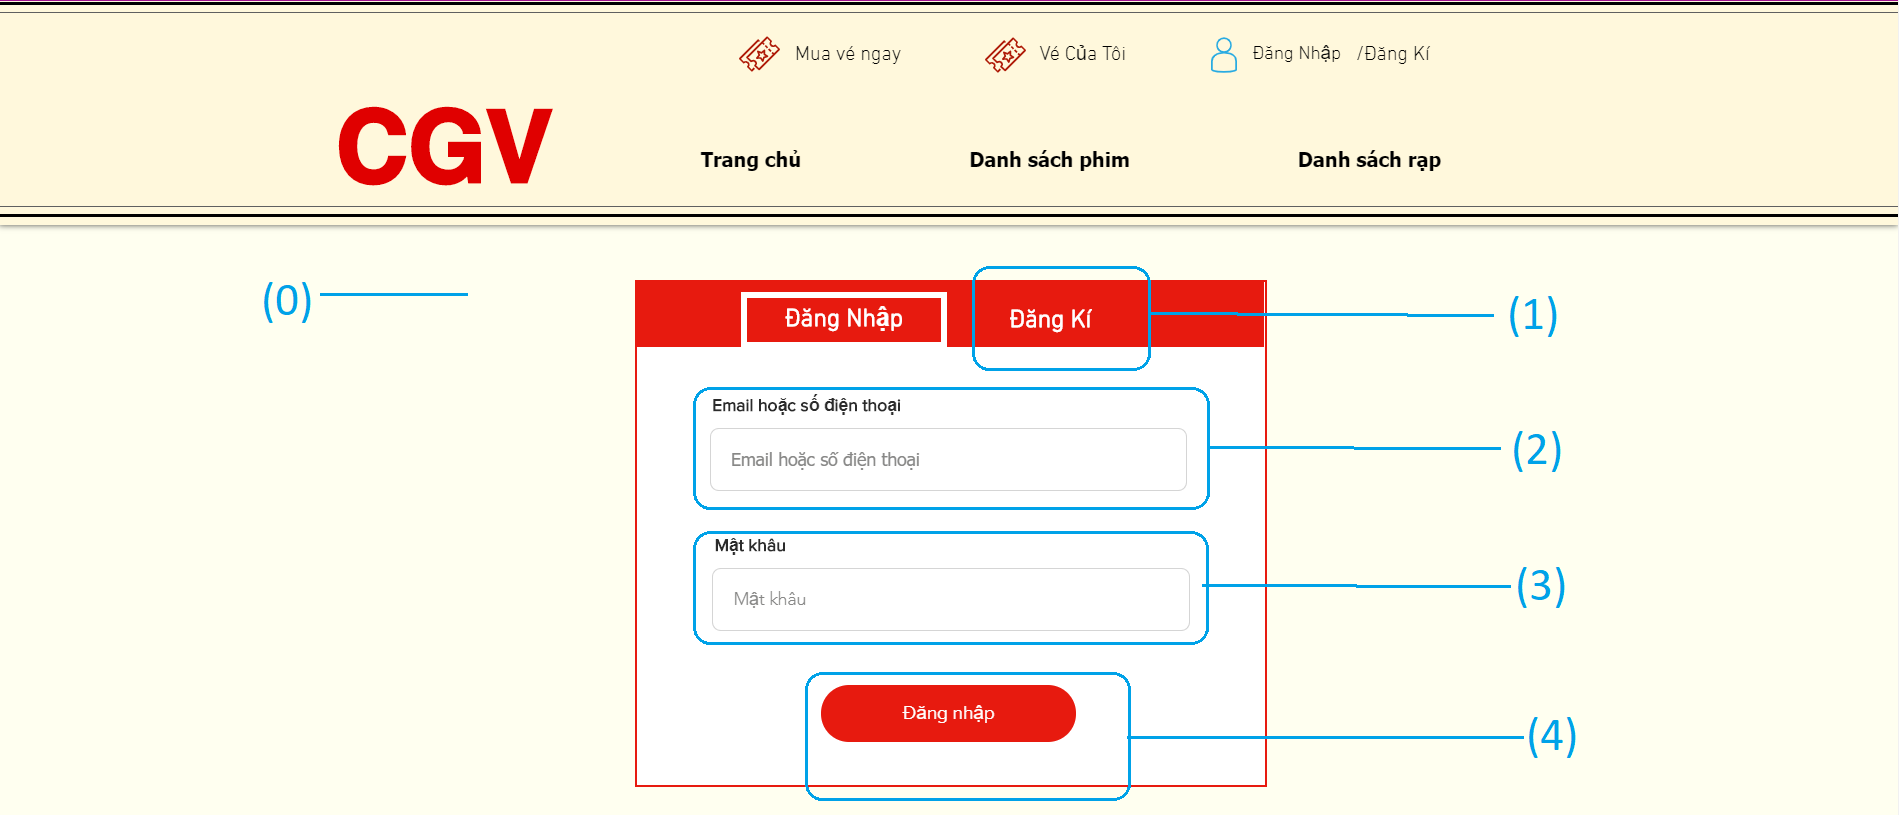 Mua vé ngay Vé Của Tôi Đăng Nhập /Đăng Kí
CGV
Trang chủ Danh sách phim Danh sách rạp
(0)
Đăng Nhập Đăng Kí (1)
Email hoặc số điện thoại
Email hoặc số điện thoại (2)
Mật khâu
Mật khâu (3)
Đăng nhập (4)